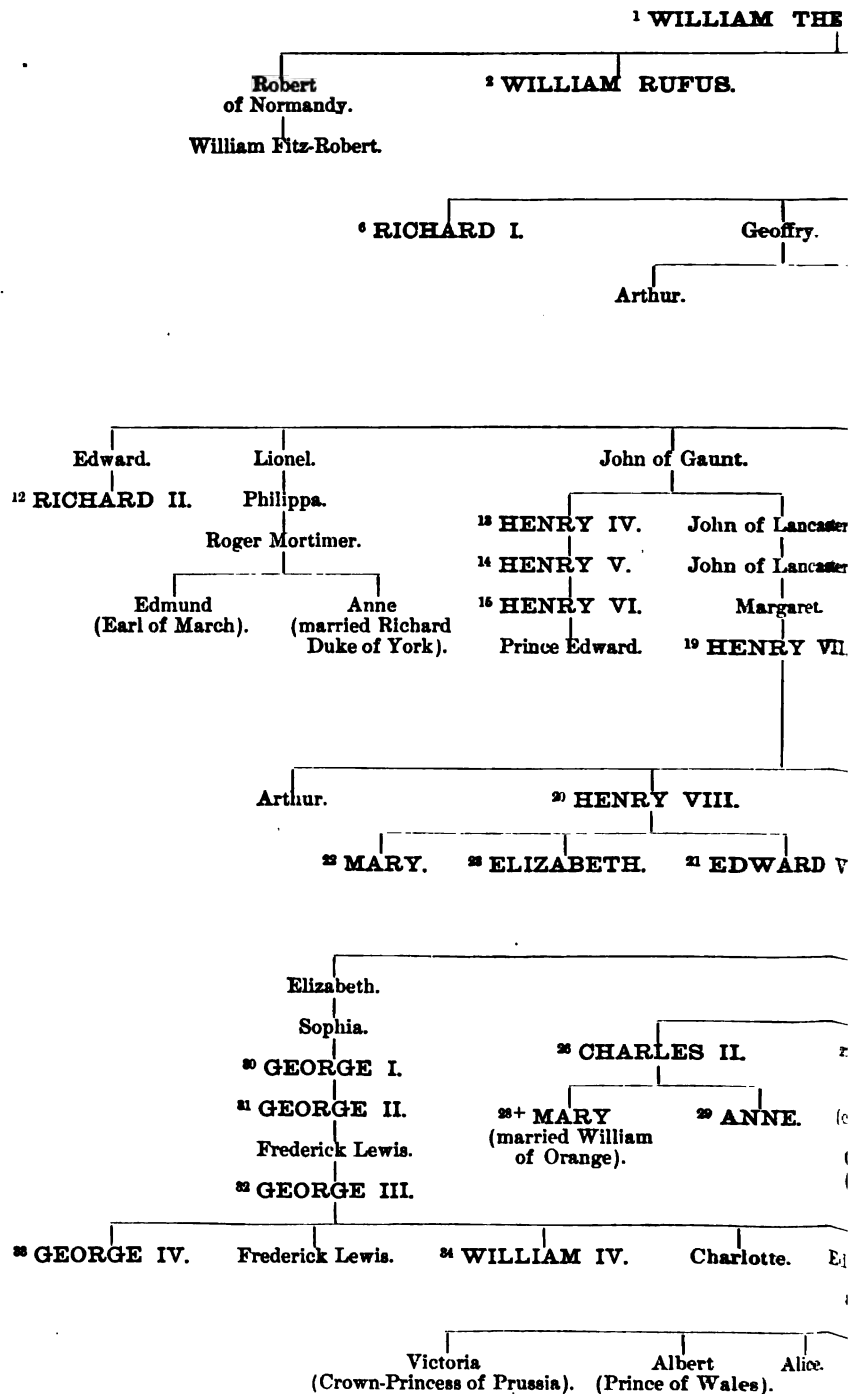 1 WILLIAM THE
Robert
of Normandy.
2 WILLIAM RUFUS.
William Fitz-Robert.
6 RICHARD I.
Geoffry.
Arthur.
Edward.
Lionel.
John of Gaunt.
12 RICHARD II.
Philippa.
13 HENRY IV.
John of Lancaster
Roger Mortimer.
14 HENRY V.
John of Lancaster
Edmund
(Earl of March).
Anne
(married Richard
Duke of York).
15 HENRY VI.
Margaret.
Prince Edward.
19 HENRY VII.
Arthur.
20 HENRY VIII.
22 MARY.
23 ELIZABETH.
21 EDWARD V
Elizabeth.
Sophia.
30 GEORGE I.
26 CHARLES II.
31 GEORGE II.
28+ MARY
(married William
of Orange).
29 ANNE.
Frederick Lewis.
32 GEORGE III.
33 GEORGE IV.
Frederick Lewis.
34 WILLIAM IV.
Charlotte.
Victoria
(Crown-Princess of Prussia).
Albert
(Prince of Wales).
Alice.